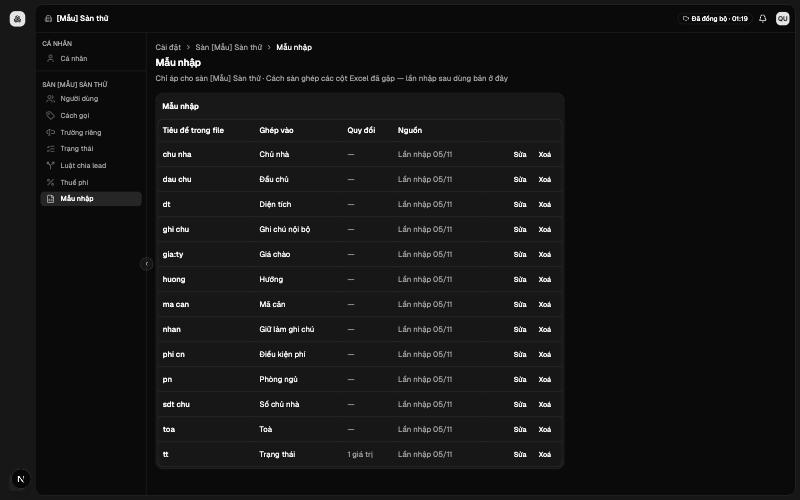 [Mẫu] Sàn thử
Đã đồng bộ · 01:19
QU
CÁ NHÂN
Cá nhân
SÀN [MẪU] SÀN THỬ
Người dùng
Cách gọi
Trường riêng
Trạng thái
Luật chia lead
Thuế phí
Mẫu nhập
Cài đặt > Sàn [Mẫu] Sàn thử > Mẫu nhập
Mẫu nhập
Chỉ áp cho sàn [Mẫu] Sàn thử · Cách sàn ghép các cột Excel đã gặp — lần nhập sau dùng bản ở đây
Mẫu nhập
Tiêu đề trong file Ghép vào Quy đổi Nguồn
chu nha Chủ nhà — Lần nhập 05/11 Sửa Xoá
dau chu Đầu chủ — Lần nhập 05/11 Sửa Xoá
dt Diện tích — Lần nhập 05/11 Sửa Xoá
ghi chu Ghi chú nội bộ — Lần nhập 05/11 Sửa Xoá
gia:ty Giá chào — Lần nhập 05/11 Sửa Xoá
huong Hướng — Lần nhập 05/11 Sửa Xoá
ma can Mã căn — Lần nhập 05/11 Sửa Xoá
nhan Giữ làm ghi chú — Lần nhập 05/11 Sửa Xoá
phi cn Điều kiện phí — Lần nhập 05/11 Sửa Xoá
pn Phòng ngủ — Lần nhập 05/11 Sửa Xoá
sdt chu Số chủ nhà — Lần nhập 05/11 Sửa Xoá
toa Toà — Lần nhập 05/11 Sửa Xoá
tt Trạng thái 1 giá trị Lần nhập 05/11 Sửa Xoá
N